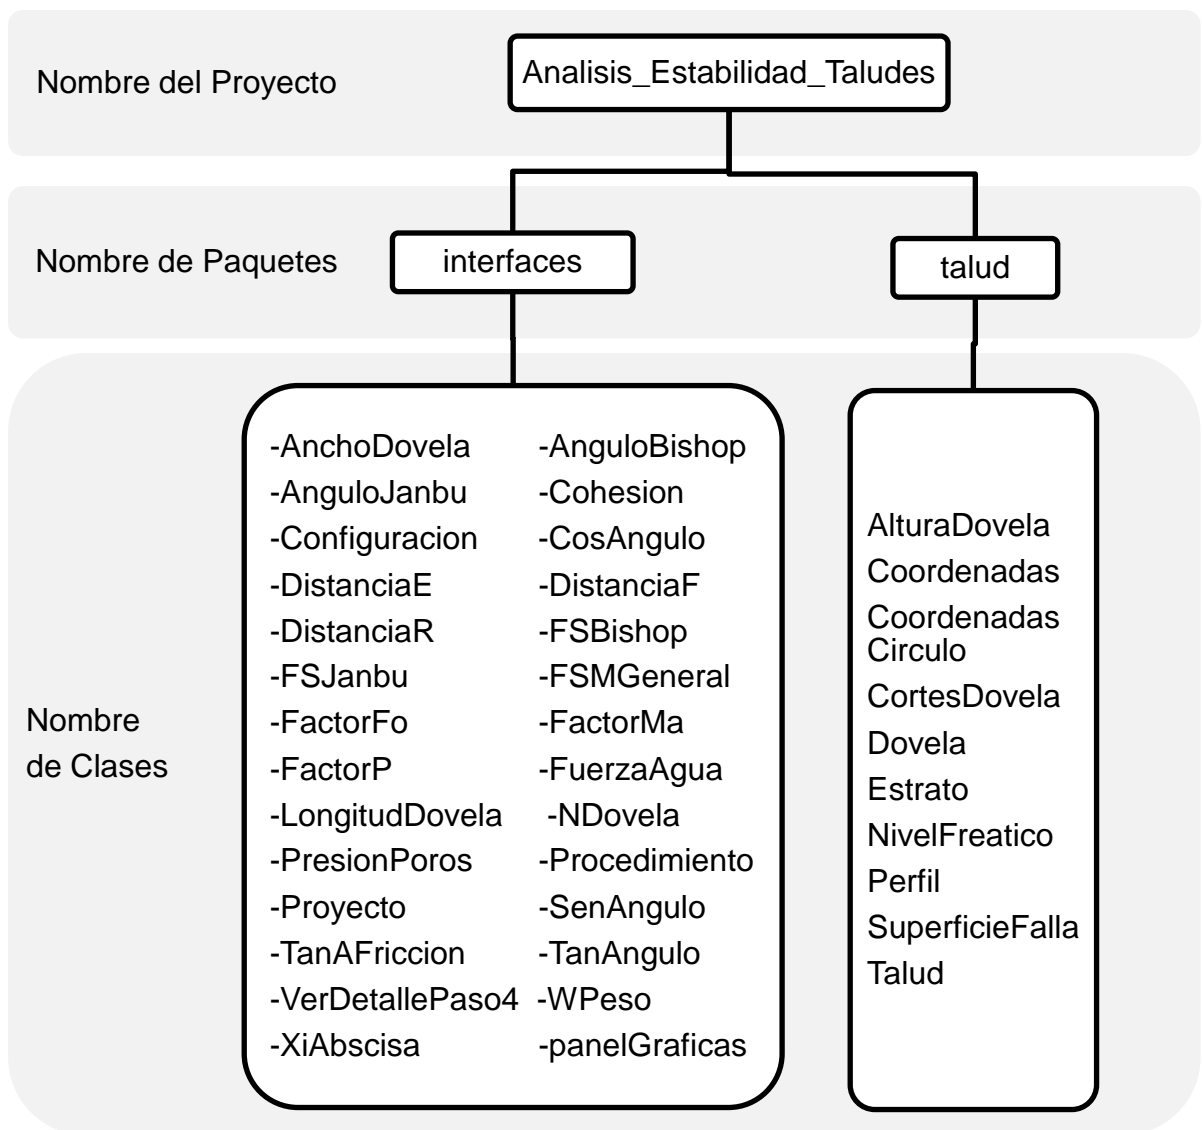 Nombre del Proyecto
Analisis_Estabilidad_Taludes
Nombre de Paquetes
interfaces
talud
Nombre
de Clases
-AnchoDovela -AnguloBishop
-AnguloJanbu -Cohesion
-Configuracion -CosAngulo
-DistanciaE -DistanciaF
-DistanciaR -FSBishop
-FSJanbu -FSMGeneral
-FactorFo -FactorMa
-FactorP -FuerzaAgua
-LongitudDovela -NDovela
-PresionPoros -Procedimiento
-Proyecto -SenAngulo
-TanAFriccion -TanAngulo
-VerDetallePaso4 -WPeso
-XiAbscisa -panelGraficas
AlturaDovela
Coordenadas
Coordenadas
Circulo
CortesDovela
Dovela
Estrato
NivelFreatico
Perfil
SuperficieFalla
Talud